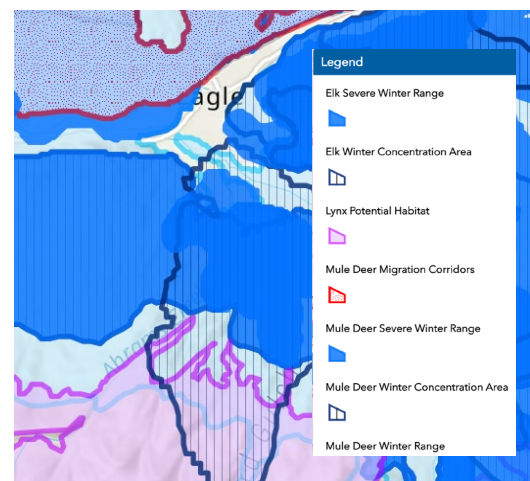 agle
Legend
Elk Severe Winter Range
Elk Winter Concentration Area
Lynx Potential Habitat
Mule Deer Migration Corridors
Mule Deer Severe Winter Range
Mule Deer Winter Concentration Area
Mule Deer Winter Range